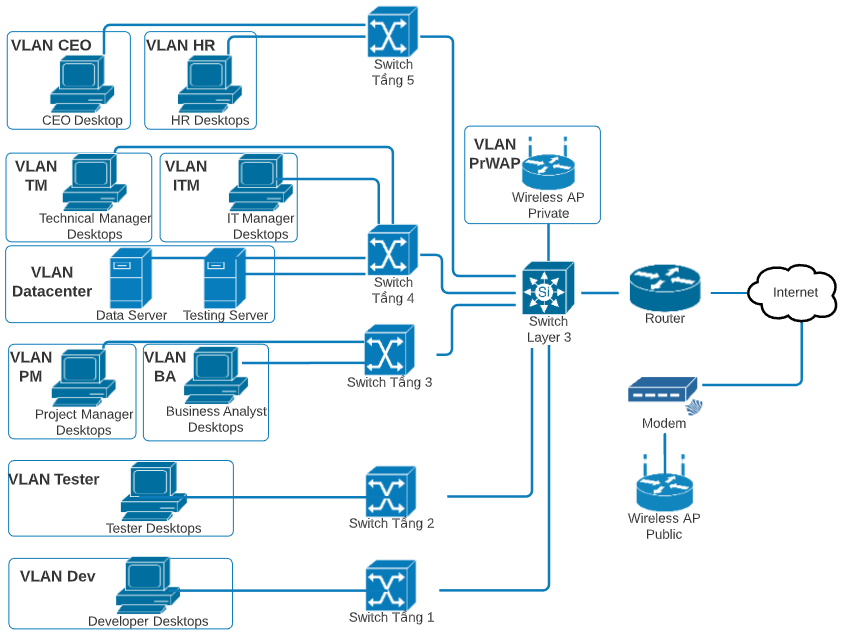 VLAN CEO
CEO Desktop
VLAN HR
HR Desktops
Switch
Tầng 5
VLAN
TM
Technical Manager
Desktops
VLAN
ITM
IT Manager
Desktops
VLAN
Datacenter
Data Server
Testing Server
Switch
Tầng 4
VLAN
PrWAP
Wireless AP
Private
Si
Switch
Layer 3
Router
Internet
VLAN
PM
Project Manager
Desktops
VLAN
BA
Business Analyst
Desktops
Switch Tầng 3
Modem
Wireless AP
Public
VLAN Tester
Tester Desktops
Switch Tầng 2
VLAN Dev
Developer Desktops
Switch Tầng 1